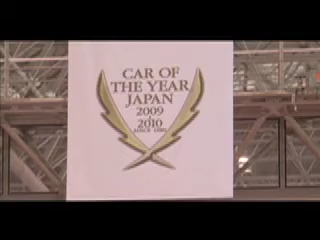 CAR OF
THE YEAR
JAPAN
2009
2010
SINCE 1980